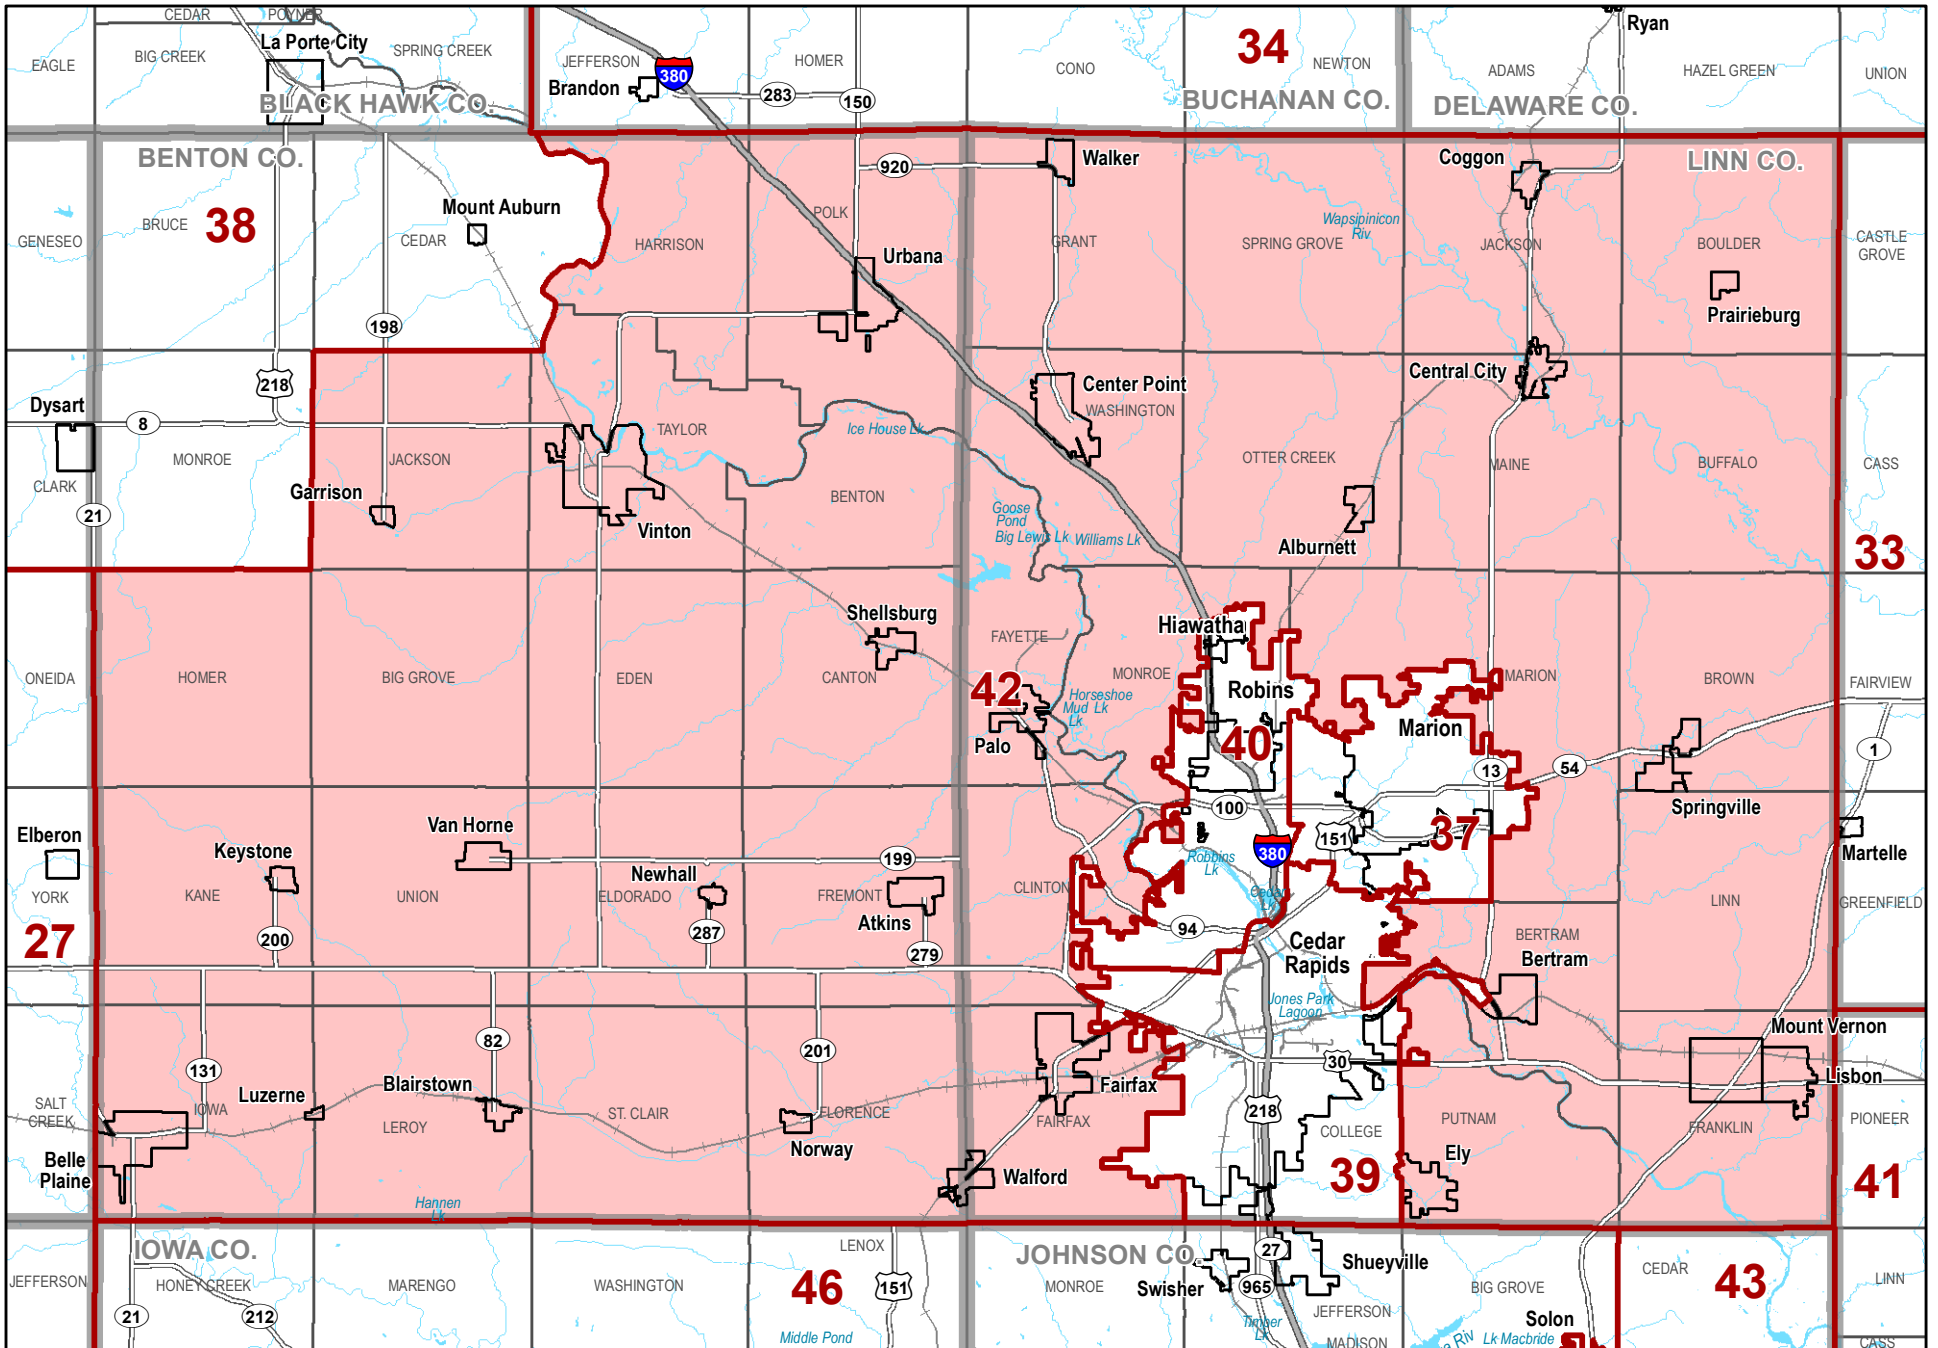 CEDAR
POYNER
La Porte City
BIG CREEK
SPRING CREEK
EAGLE
BLACK HAWK CO.
JEFFERSON
HOMER
Brandon
380
283
150
CONO
34
NEWTON
BUCHANAN CO.
Ryan
ADAMS
HAZEL GREEN
UNION
DELAWARE CO.
BENTON CO.
BRUCE
38
GENESEO
Mount Auburn
CEDAR
198
218
920
Walker
POLK
HARRISON
Urbana
GRANT
SPRING GROVE
Wapsipinicon
Riv
Coggon
LINN CO.
JACKSON
BOULDER
Prairieburg
CASTLE
GROVE
Dysart
8
MONROE
CLARK
21
JACKSON
Garrison
TAYLOR
Vinton
Ice House Lk
BENTON
Center Point
WASHINGTON
Central City
OTTER CREEK
MAINE
BUFFALO
CASS
Goose
Pond
Big Lewis Lk
Williams Lk
Alburnett
33
ONEIDA
HOMER
BIG GROVE
EDEN
Shellsburg
CANTON
FAYETTE
42
Palo
Horseshoe
Mud Lk
Lk
MONROE
Hiawatha
Robins
40
Marion
MARION
BROWN
FAIRVIEW
13
54
1
Springville
Martelle
100
151
37
380
Robbins
Lk
Cedar
Lk
Elberon
YORK
27
Keystone
KANE
200
Van Horne
UNION
Newhall
ELDORADO
287
199
FREMONT
Atkins
279
CLINTON
94
Cedar
Rapids
LINN
GREENFIELD
BERTRAM
Bertram
Jones Park
Lagoon
Mount Vernon
Lisbon
131
82
201
30
SALT
CREEK
IOWA
Luzerne
Blairstown
LEROY
ST. CLAIR
FLORENCE
Norway
Fairfax
FAIRFAX
218
COLLEGE
39
PUTNAM
Ely
FRANKLIN
PIONEER
41
Belle
Plaine
Hannen
Lk
Walford
IOWA CO.
JEFFERSON
HONEY CREEK
21
212
MARENGO
WASHINGTON
46
LENOX
151
Middle Pond
JOHNSON CO.
MONROE
Swisher
27
965
Shueyville
JEFFERSON
Timber
Lk
MADISON
BIG GROVE
Solon
Riv
Lk Macbride
CEDAR
43
LINN
CASS